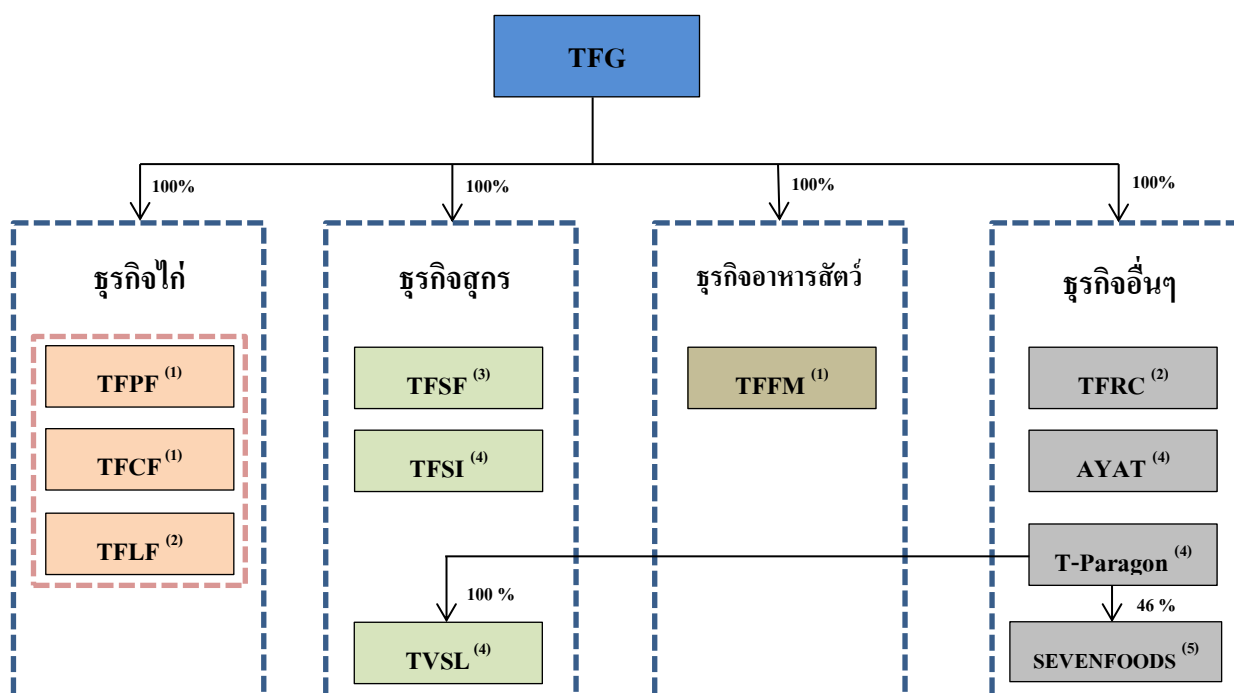 TFG
100%
100%
100%
100%
ธุรกิจไก่
ธุรกิจสุกร
ธุรกิจอาหารสัตว์
ธุรกิจอื่นๆ
TFPF (1)
TFSF (3)
TFFM (1)
TFRC (2)
TFCF (1)
TFSI (4)
AYAT (4)
TFLF (2)
T-Paragon (4)
100 %
46 %
TVSL (4)
SEVENFOODS (5)